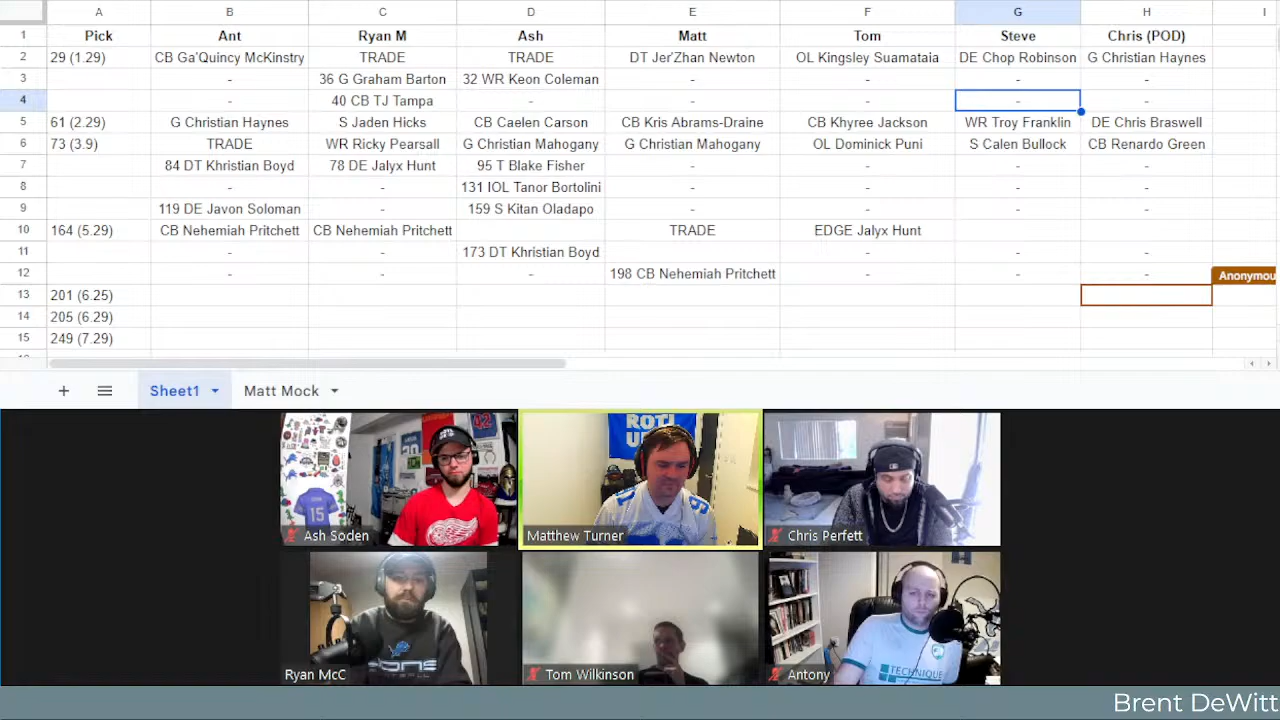 A B C D E F G H I
1 Pick Ant Ryan M Ash Matt Tom Steve Chris (POD)
2 29 (1.29) CB Ga'Quincy McKinstry TRADE TRADE DT Jer'Zhan Newton OL Kingsley Suamataia DE Chop Robinson G Christian Haynes
3 - 36 G Graham Barton 32 WR Keon Coleman - - - -
4 - 40 CB TJ Tampa - - - - -
5 61 (2.29) G Christian Haynes S Jaden Hicks CB Caelen Carson CB Kris Abrams-Draine CB Khyree Jackson WR Troy Franklin DE Chris Braswell
6 73 (3.9) TRADE WR Ricky Pearsall G Christian Mahogany G Christian Mahogany OL Dominick Puni S Calen Bullock CB Renardo Green
7 84 DT Khristian Boyd 78 DE Jalyx Hunt 95 T Blake Fisher - - - -
8 - - 131 IOL Tanor Bortolini - - - -
9 119 DE Javon Soloman - 159 S Kitan Oladapo - - - -
10 164 (5.29) CB Nehemiah Pritchett CB Nehemiah Pritchett TRADE EDGE Jalyx Hunt
11 - - 173 DT Khristian Boyd - - - -
12 - - - 198 CB Nehemiah Pritchett - - - Anonymou
13 201 (6.25)
14 205 (6.29)
15 249 (7.29)
+ Sheet1 Matt Mock
ROTL
Ash Soden Matthew Turner Chris Perfett
Ryan McC Tom Wilkinson Antony
TECHNIQUE
Brent DeWitt